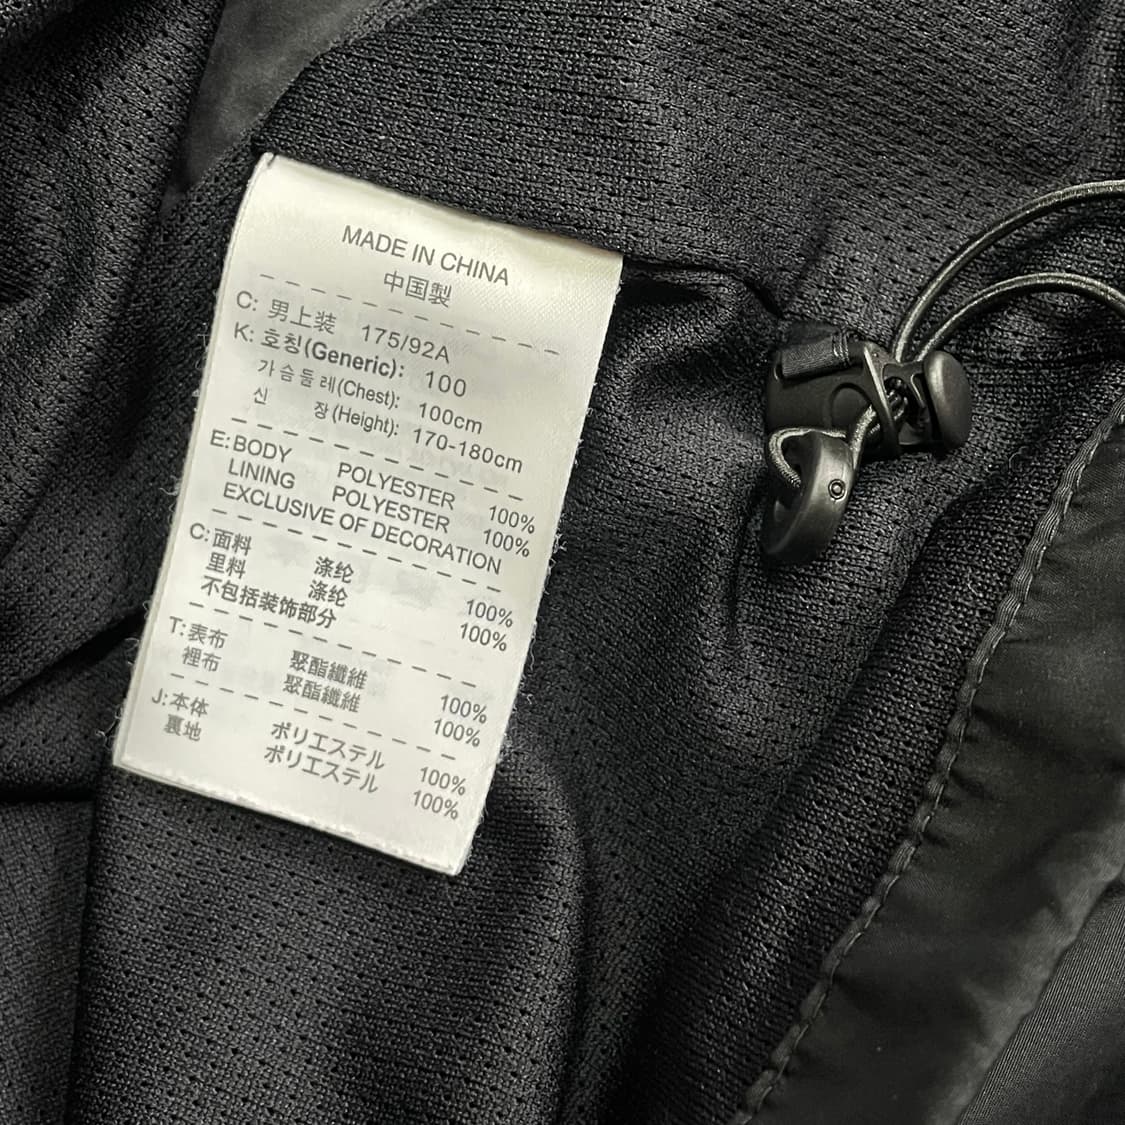 MADE IN CHINA
中国製
C: 男上装 175/92A
K: 호칭(Generic): 100
가슴둘레(Chest): 100cm
신 장(Height): 170-180cm
E: BODY POLYESTER 100%
LINING POLYESTER 100%
EXCLUSIVE OF DECORATION
C: 面料 涤纶 100%
里料 涤纶 100%
不包括装饰部分
T: 表布 聚酯纖維 100%
裡布 聚酯纖維 100%
J: 本体 ポリエステル 100%
裏地 ポリエステル 100%